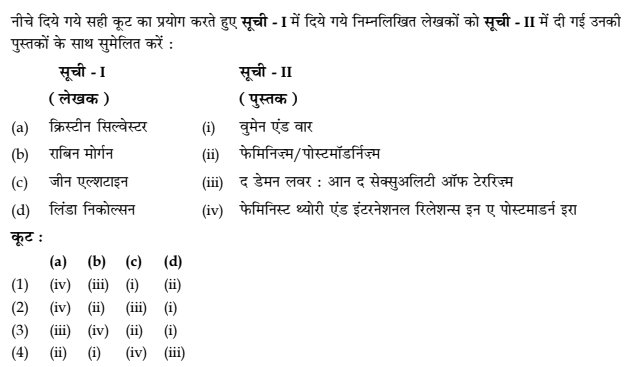 नीचे दिये गये सही कूट का प्रयोग करते हुए सूची - I में दिये गये निम्नलिखित लेखकों को सूची - II में दी गई उनकी
पुस्तकों के साथ सुमेलित करें :
सूची - I सूची - II
( लेखक ) ( पुस्तक )
(a) क्रिस्टीन सिल्वेस्टर (i) वुमेन एंड वार
(b) राबिन मोर्गन (ii) फेमिनिज़्म/पोस्टमॉडर्निज़्म
(c) जीन एल्शटाइन (iii) द डेमन लवर : आन द सेक्सुअलिटी ऑफ टेररिज़्म
(d) लिंडा निकोल्सन (iv) फेमिनिस्ट थ्योरी एंड इंटरनेशनल रिलेशन्स इन ए पोस्टमाडर्न इरा
कूट :
(a) (b) (c) (d)
(1) (iv) (iii) (i) (ii)
(2) (iv) (ii) (iii) (i)
(3) (iii) (iv) (ii) (i)
(4) (ii) (i) (iv) (iii)